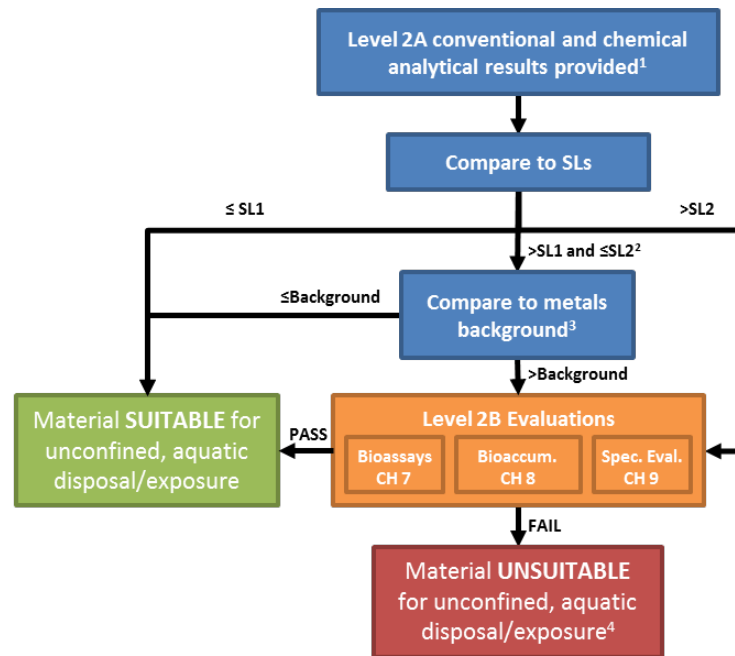 Level 2A conventional and chemical
analytical results provided¹
Compare to SLs
≤ SL1
>SL2
>SL1 and ≤SL2²
≤Background
Compare to metals
background³
>Background
Material SUITABLE for
unconfined, aquatic
disposal/exposure
PASS
Level 2B Evaluations
Bioassays
CH 7
Bioaccum.
CH 8
Spec. Eval.
CH 9
FAIL
Material UNSUITABLE
for unconfined, aquatic
disposal/exposure⁴